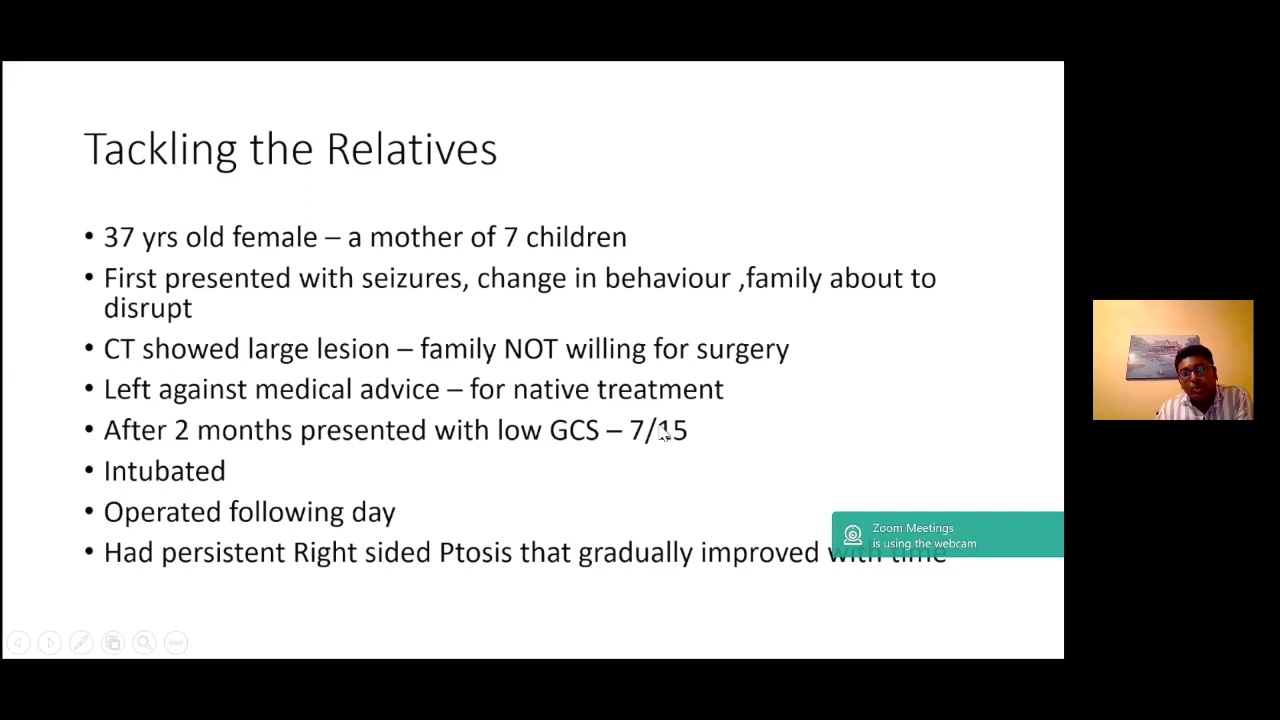 Tackling the Relatives
• 37 yrs old female – a mother of 7 children
• First presented with seizures, change in behaviour ,family about to
disrupt
• CT showed large lesion – family NOT willing for surgery
• Left against medical advice – for native treatment
• After 2 months presented with low GCS – 7/15
• Intubated
• Operated following day
• Had persistent Right sided Ptosis that gradually improved with time
Zoom Meetings
is using the webcam